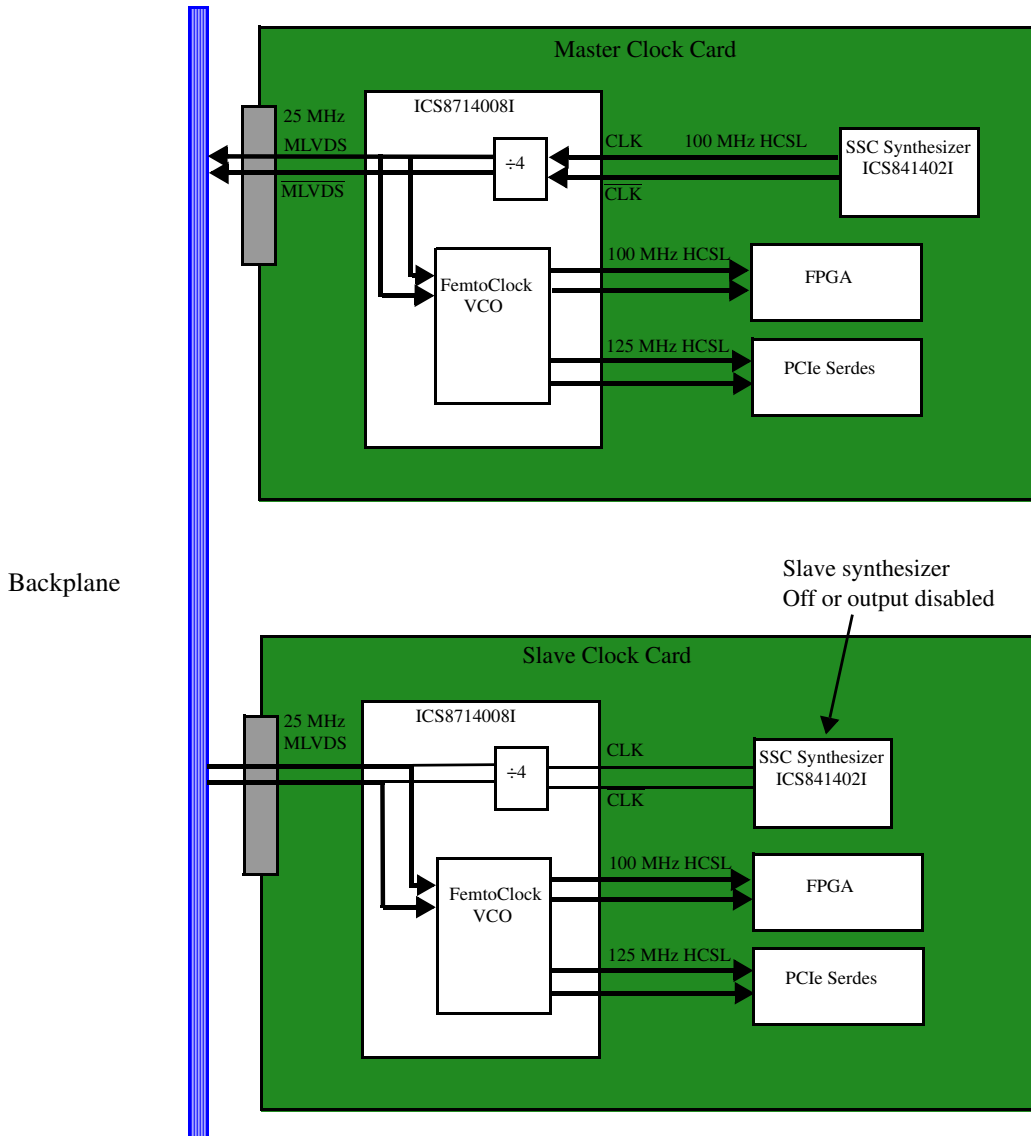 Master Clock Card
25 MHz
MLVDS
MLVDS
ICS8714008I
÷4
CLK
100 MHz HCSL
CLK
SSC Synthesizer
ICS841402I
FemtoClock
VCO
100 MHz HCSL
FPGA
125 MHz HCSL
PCIe Serdes
Backplane
Slave synthesizer
Off or output disabled
Slave Clock Card
25 MHz
MLVDS
ICS8714008I
÷4
CLK
CLK
SSC Synthesizer
ICS841402I
FemtoClock
VCO
100 MHz HCSL
FPGA
125 MHz HCSL
PCIe Serdes